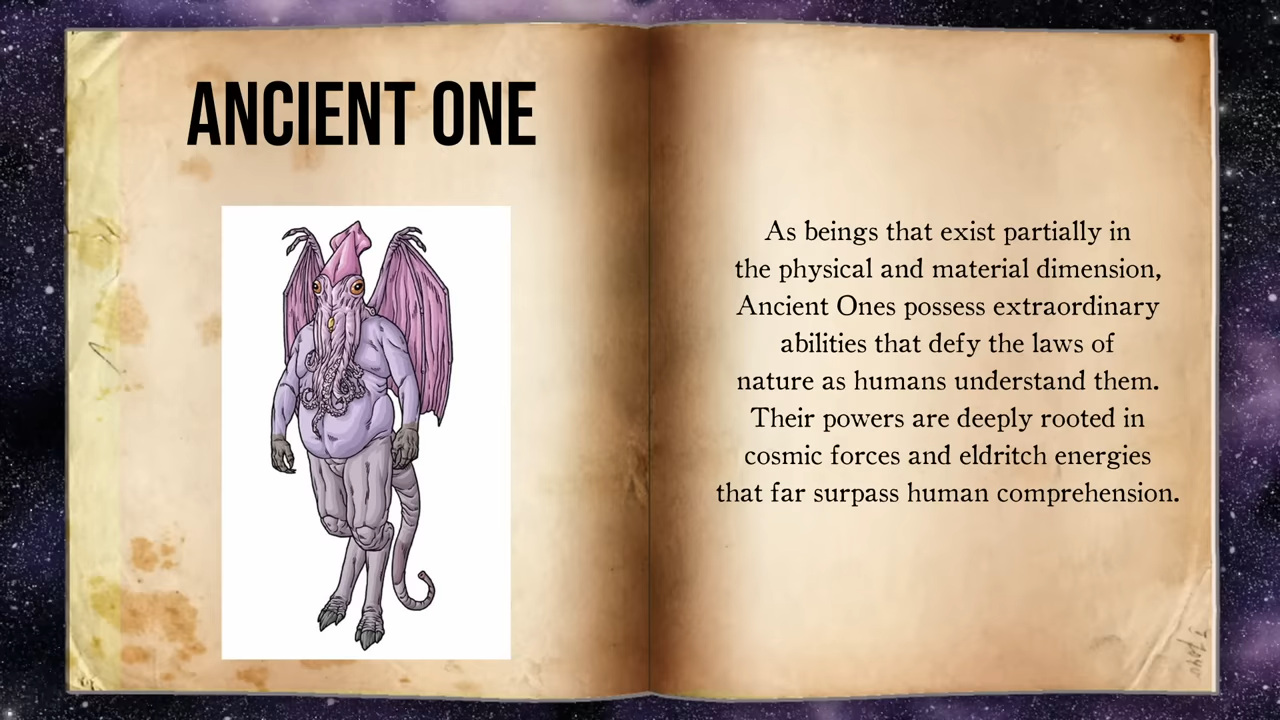 ANCIENT ONE
As beings that exist partially in
the physical and material dimension,
Ancient Ones possess extraordinary
abilities that defy the laws of
nature as humans understand them.
Their powers are deeply rooted in
cosmic forces and eldritch energies
that far surpass human comprehension.